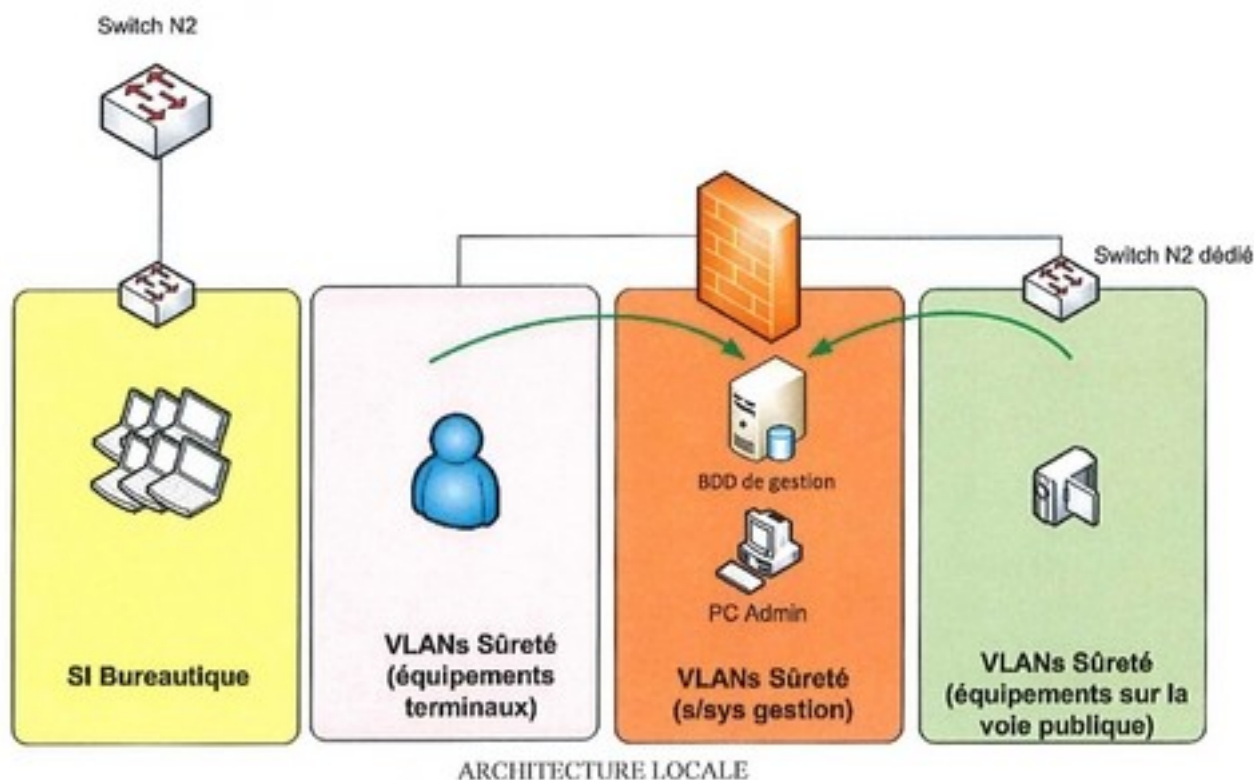 Switch N2
Switch N2 dédié
BDD de gestion
PC Admin
SI Bureautique
VLANs Sûreté
(équipements
terminaux)
VLANs Sûreté
(s/sys gestion)
VLANs Sûreté
(équipements sur la
voie publique)
ARCHITECTURE LOCALE